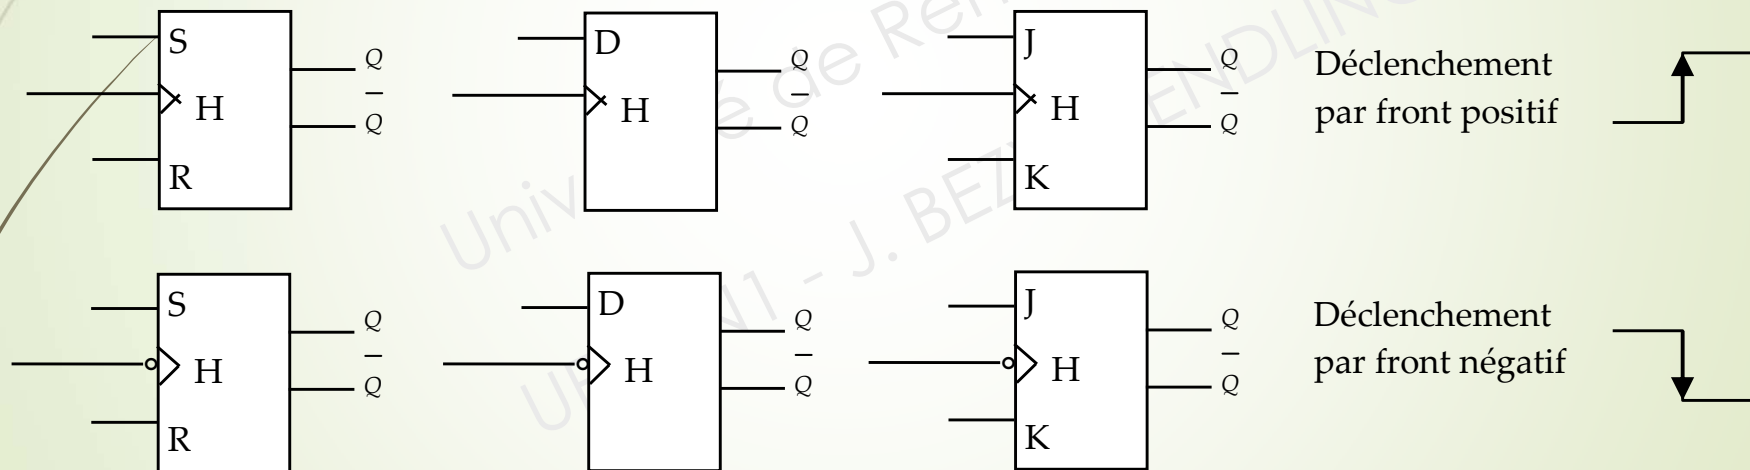 S
Q
H
Q̅
R
D
Q
H
Q̅
J
Q
H
Q̅
K
Déclenchement
par front positif
S
Q
H
Q̅
R
D
Q
H
Q̅
J
Q
H
Q̅
K
Déclenchement
par front négatif
- J.